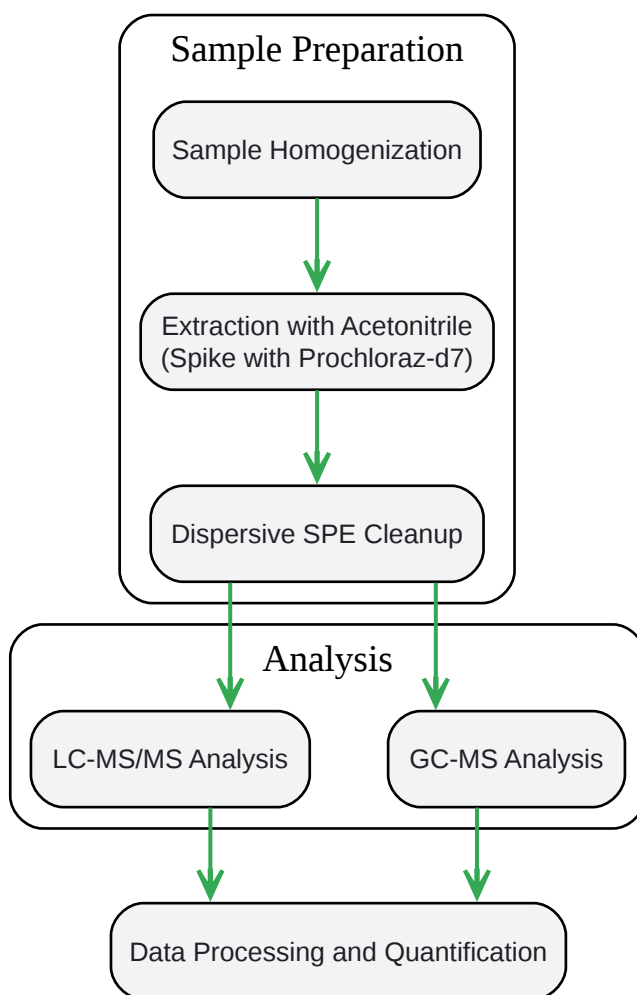 Sample Preparation
Sample Homogenization
Extraction with Acetonitrile
(Spike with Prochloraz-d7)
Dispersive SPE Cleanup
Analysis
LC-MS/MS Analysis
GC-MS Analysis
Data Processing and Quantification